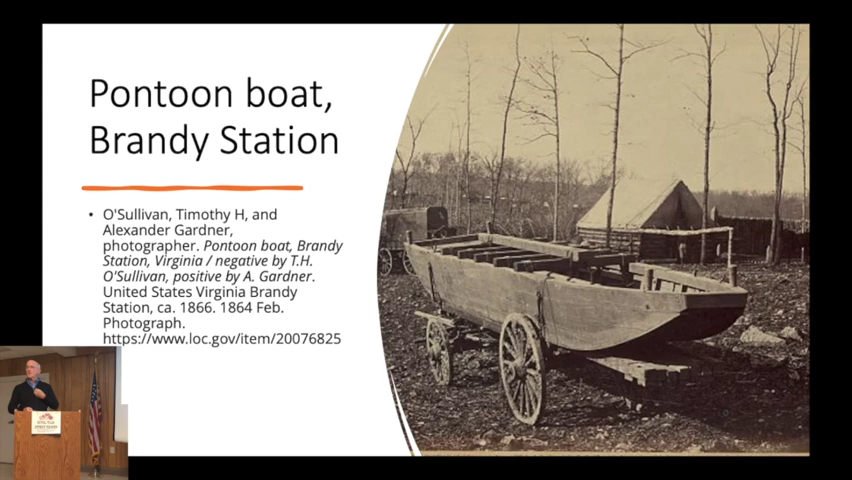 Pontoon boat,
Brandy Station
• O'Sullivan, Timothy H, and
Alexander Gardner,
photographer. Pontoon boat, Brandy
Station, Virginia / negative by T.H.
O'Sullivan, positive by A. Gardner.
United States Virginia Brandy
Station, ca. 1866. 1864 Feb.
Photograph.
https://www.loc.gov/item/20076825